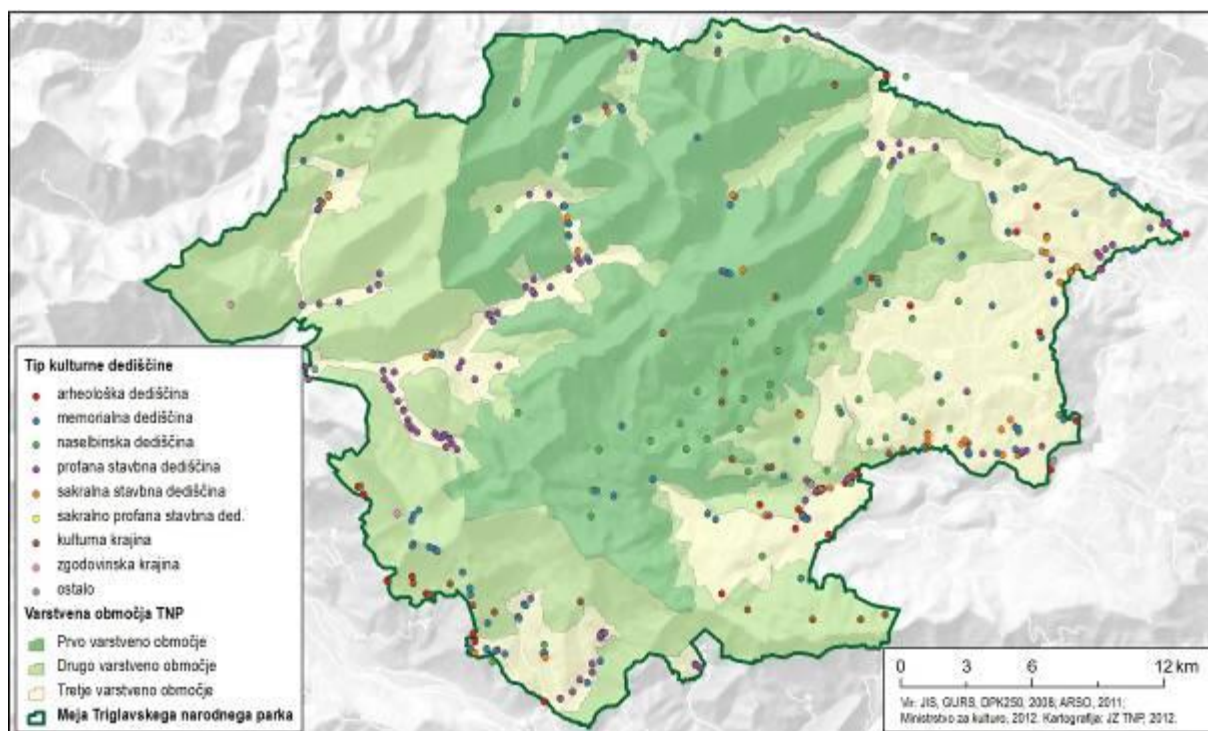 Tip kulturne dediščine
arheološka dediščina
memorialna dediščina
naselbinska dediščina
profana stavbna dediščina
sakralna stavbna dediščina
sakralno profana stavbna ded.
kulturna krajina
zgodovinska krajina
ostalo
Varstvena območja TNP
Prvo varstveno območje
Drugo varstveno območje
Tretje varstveno območje
Meja Triglavskega narodnega parka
0 3 6 12 km
Vir: JIS, GURS, DPK250, 2008; ARSO, 2011;
Ministrstvo za kulturo, 2012. Kartografija: JZ TNP, 2012.